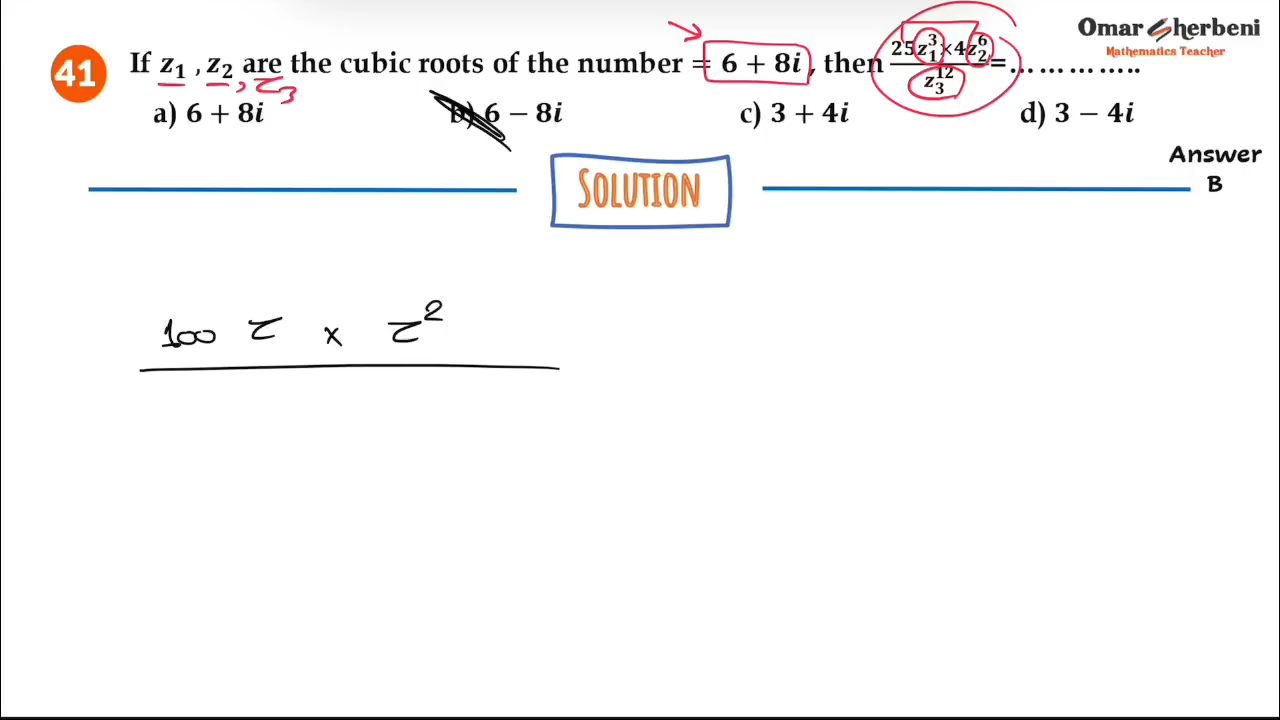 Omar Sherbeni
Mathematics Teacher
41 If z₁ , z₂ , z₃ are the cubic roots of the number = 6 + 8i , then (25z₁³×4z₂⁶)/(z₃¹²) = …………..
a) 6 + 8i b) 6 − 8i c) 3 + 4i d) 3 − 4i
Answer
B
SOLUTION
100 z × z²